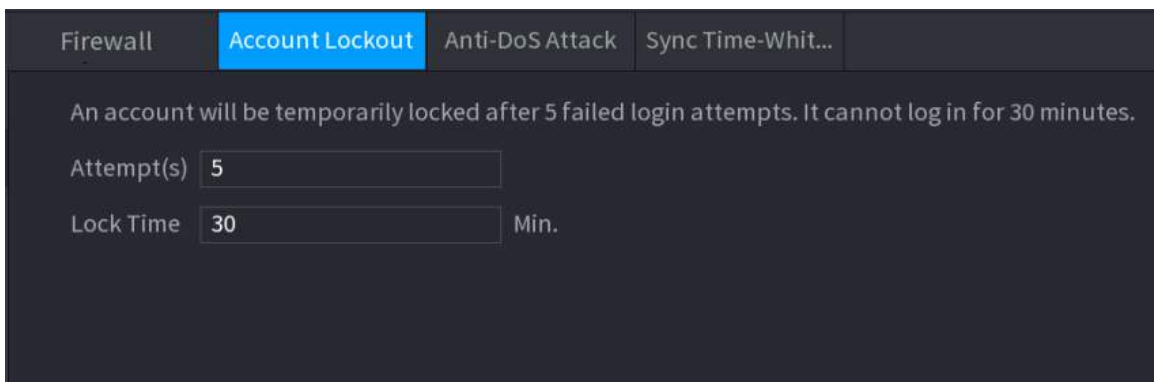 Firewall Account Lockout Anti-DoS Attack Sync Time-Whit...
An account will be temporarily locked after 5 failed login attempts. It cannot log in for 30 minutes.
Attempt(s) 5
Lock Time 30 Min.